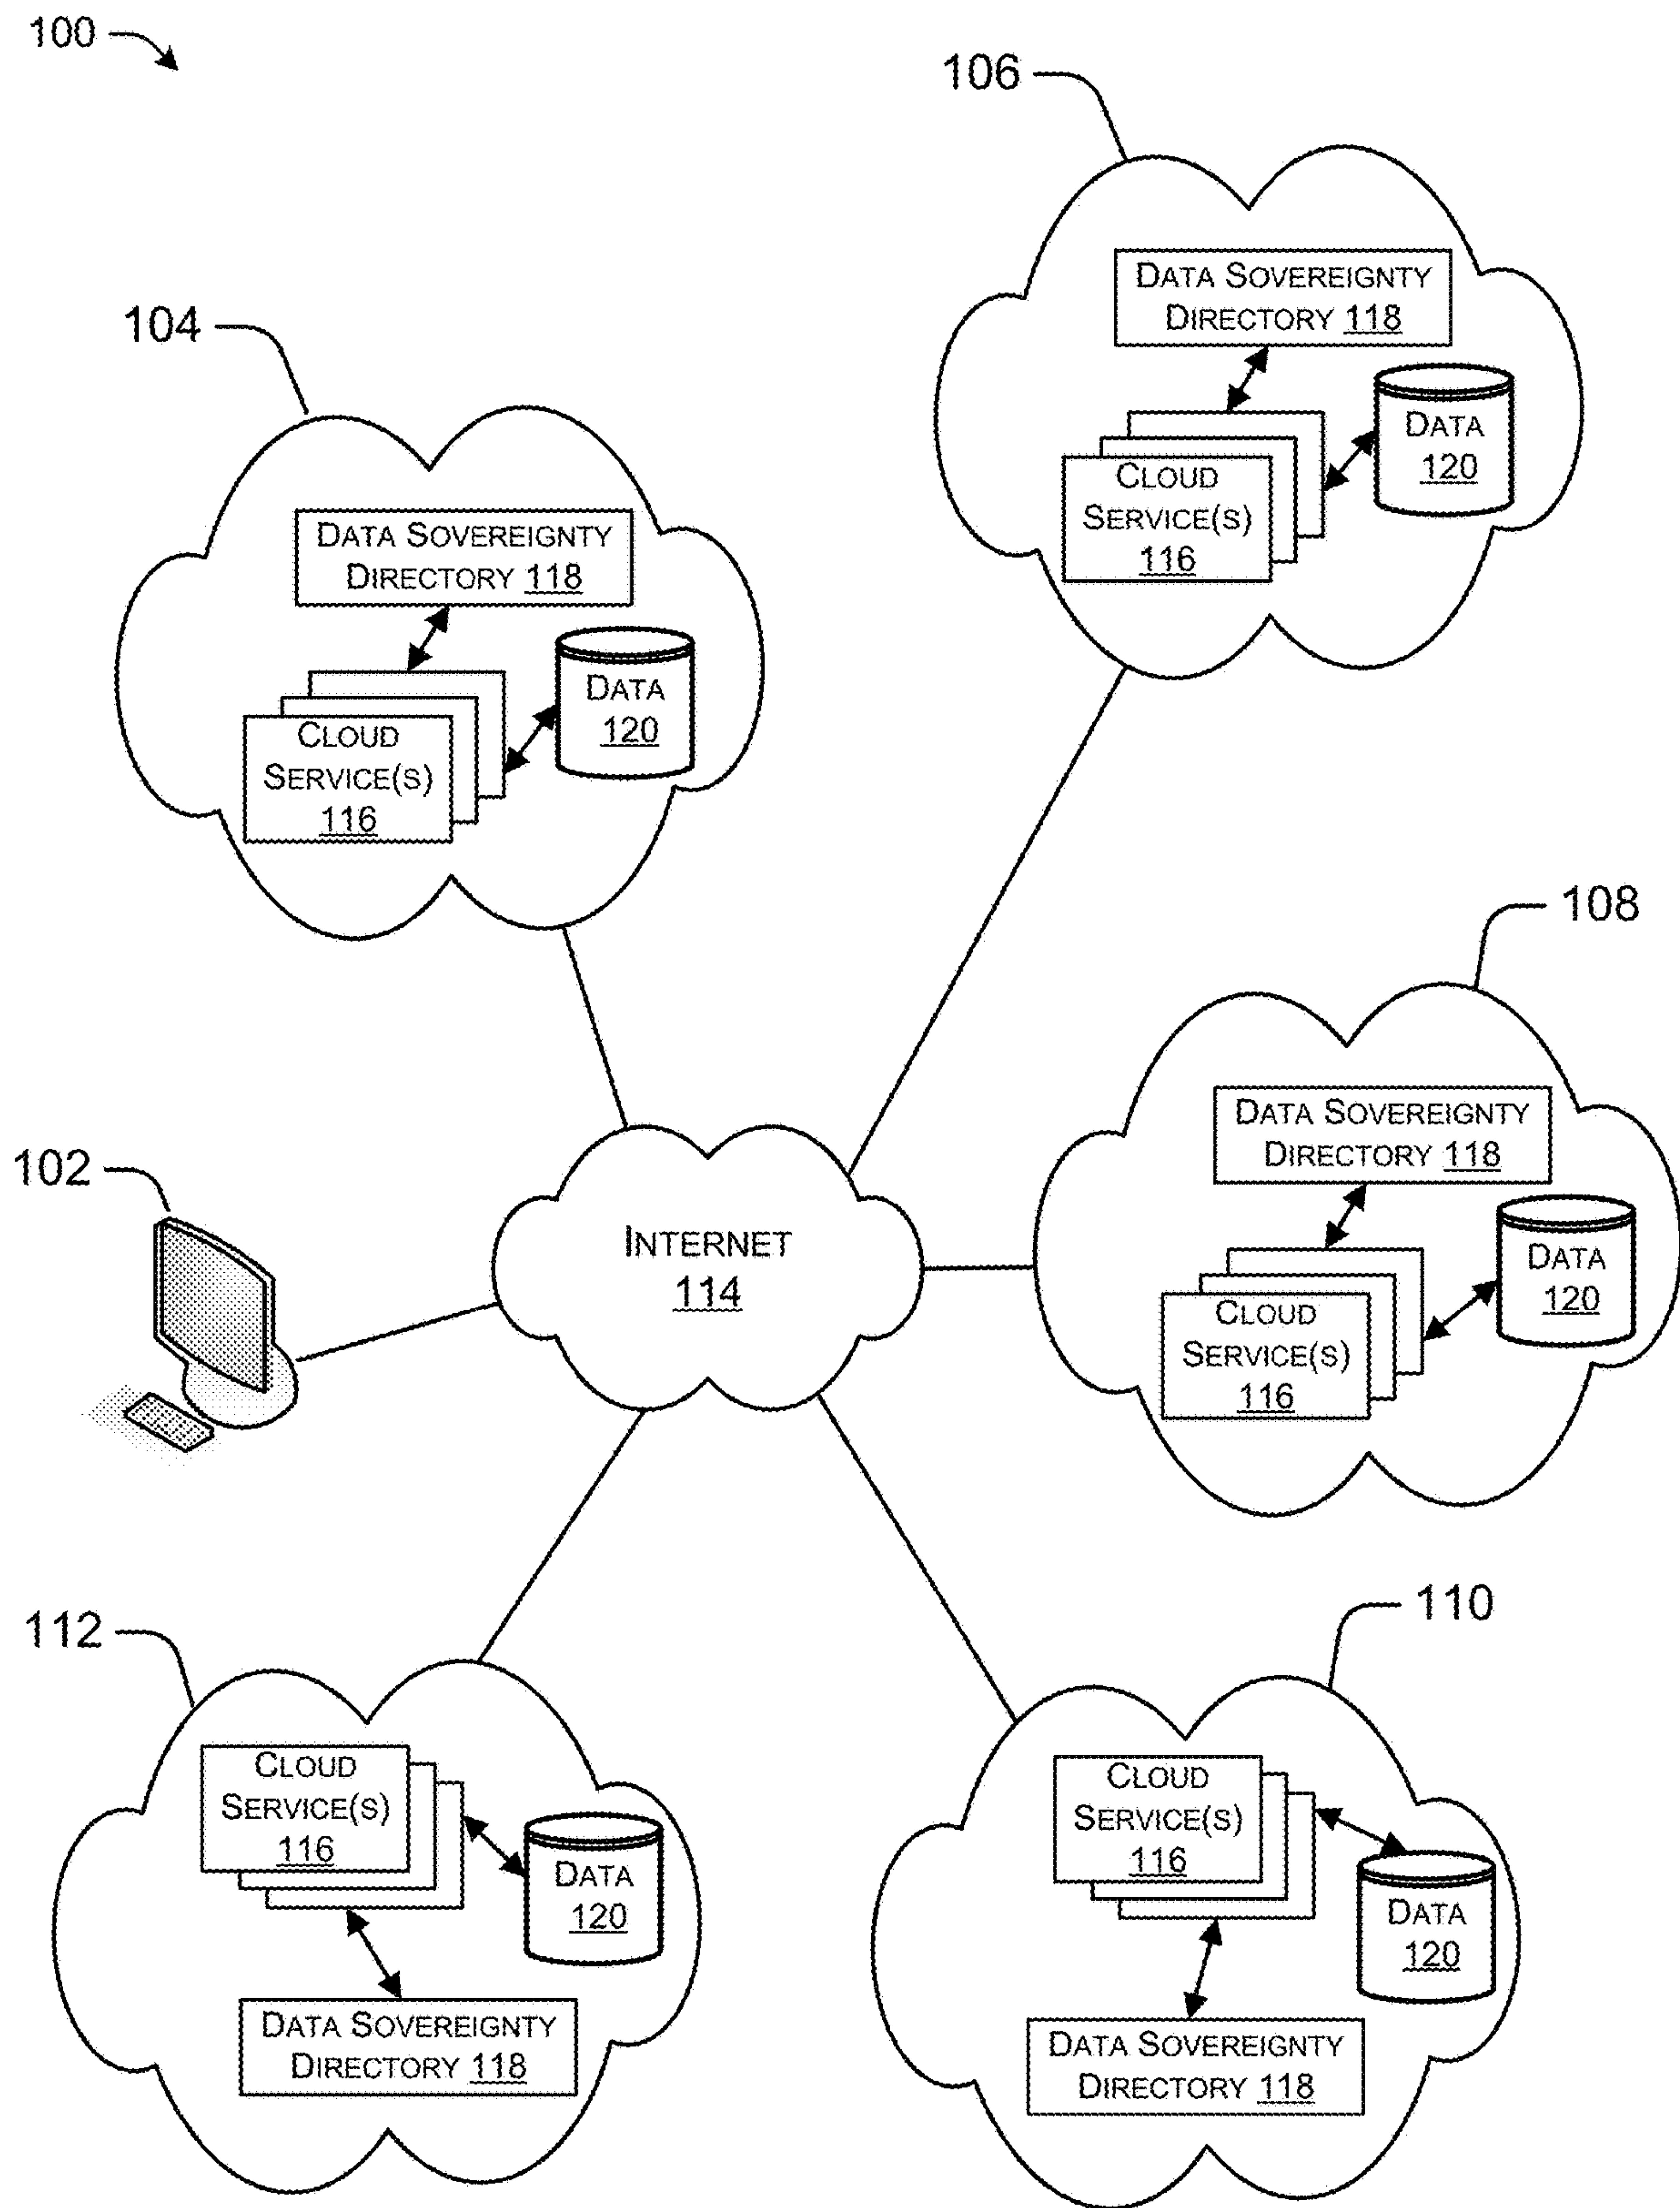 100
106
DATA SOVEREIGNTY
DIRECTORY 118
DATA
120
CLOUD
SERVICE(S)
116
104
DATA SOVEREIGNTY
DIRECTORY 118
DATA
120
CLOUD
SERVICE(S)
116
108
DATA SOVEREIGNTY
DIRECTORY 118
DATA
120
CLOUD
SERVICE(S)
116
102
INTERNET
114
112
CLOUD
SERVICE(S)
116
DATA
120
DATA SOVEREIGNTY
DIRECTORY 118
110
CLOUD
SERVICE(S)
116
DATA
120
DATA SOVEREIGNTY
DIRECTORY 118